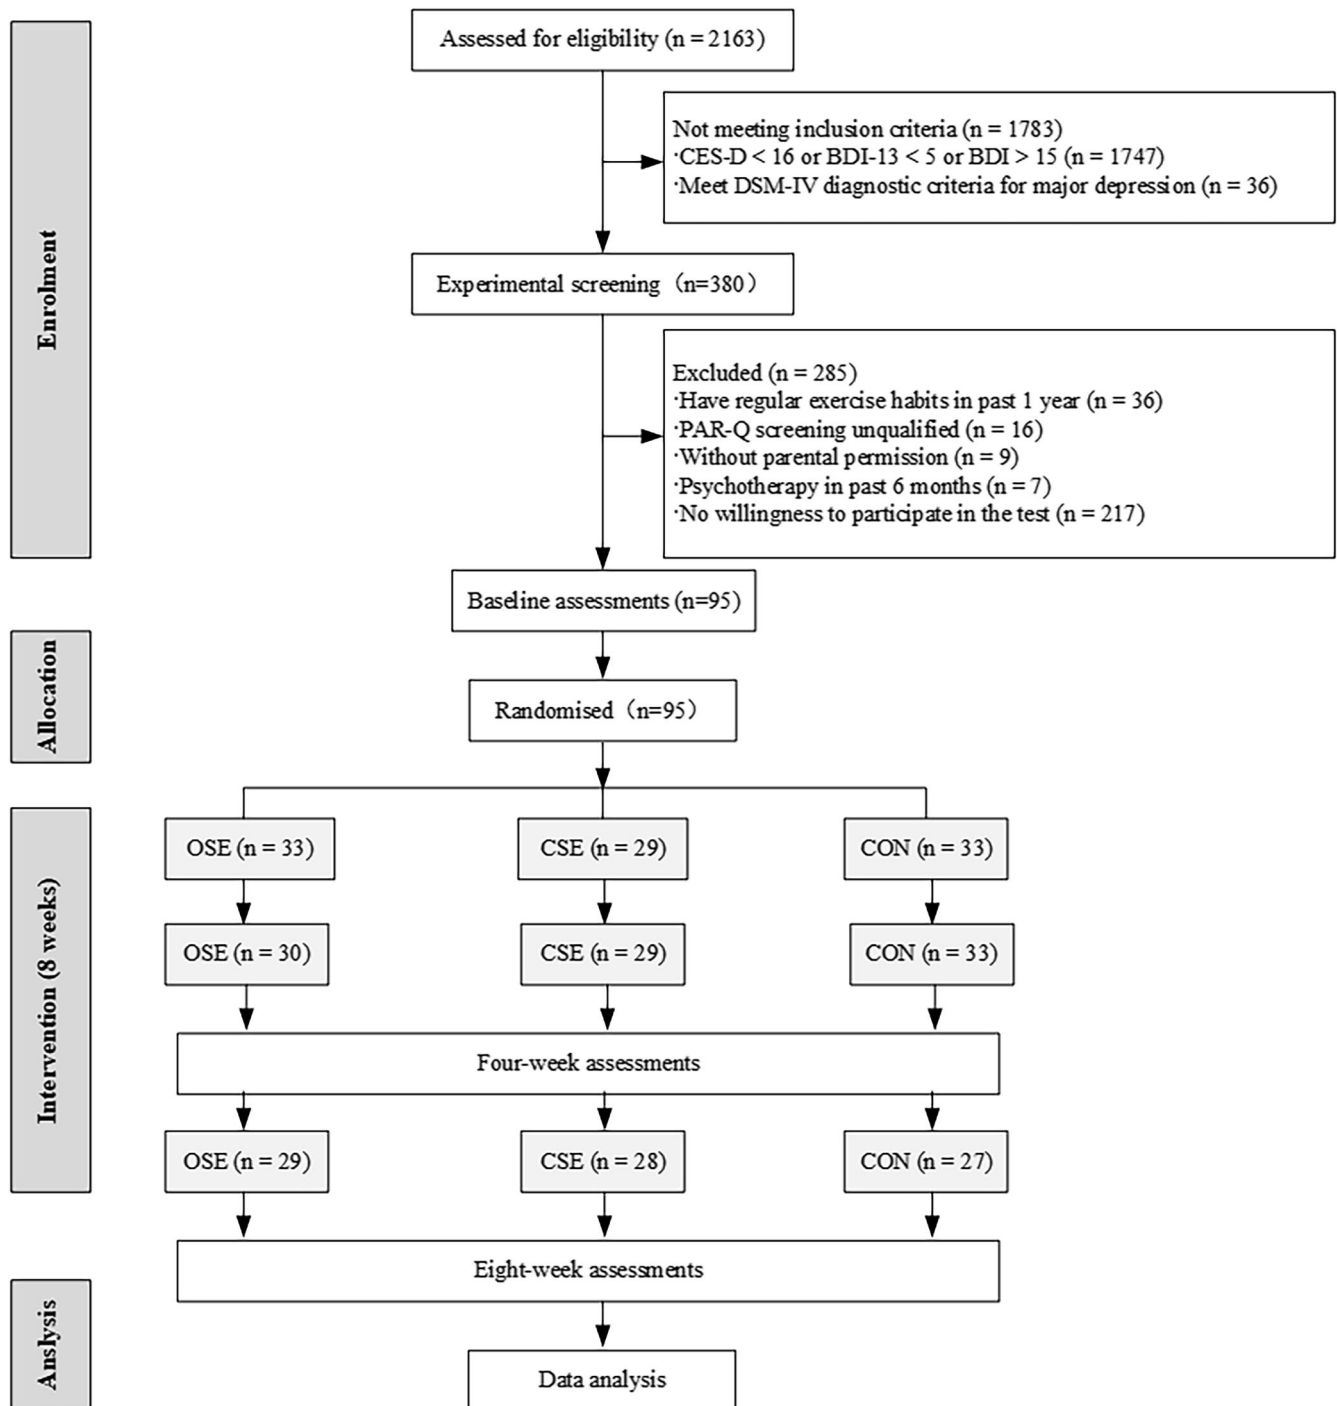 Assessed for eligibility (n = 2163)
Not meeting inclusion criteria (n = 1783)
·CES-D < 16 or BDI-13 < 5 or BDI > 15 (n = 1747)
·Meet DSM-IV diagnostic criteria for major depression (n = 36)
Enrolment
Experimental screening（n=380）
Excluded (n = 285)
·Have regular exercise habits in past 1 year (n = 36)
·PAR-Q screening unqualified (n = 16)
·Without parental permission (n = 9)
·Psychotherapy in past 6 months (n = 7)
·No willingness to participate in the test (n = 217)
Baseline assessments (n=95)
Allocation
Randomised（n=95）
Intervention (8 weeks)
OSE (n = 33)
CSE (n = 29)
CON (n = 33)
OSE (n = 30)
CSE (n = 29)
CON (n = 33)
Four-week assessments
OSE (n = 29)
CSE (n = 28)
CON (n = 27)
Eight-week assessments
Anslysis
Data analysis